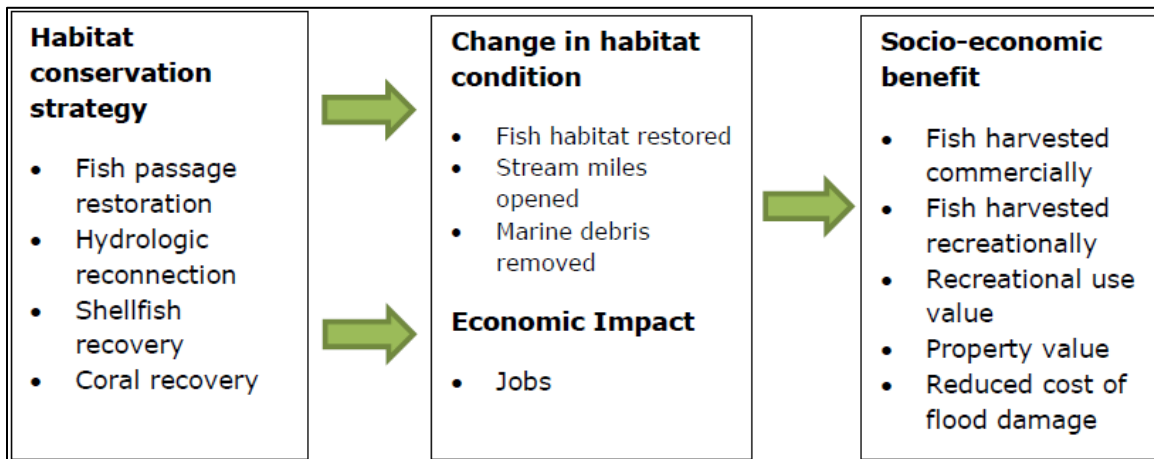 Habitat
conservation
strategy
• Fish passage
restoration
• Hydrologic
reconnection
• Shellfish
recovery
• Coral recovery
Change in habitat
condition
• Fish habitat restored
• Stream miles
opened
• Marine debris
removed
Economic Impact
• Jobs
Socio-economic
benefit
• Fish harvested
commercially
• Fish harvested
recreationally
• Recreational use
value
• Property value
• Reduced cost of
flood damage